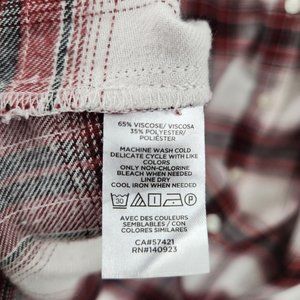 65% VISCOSE/ VISCOSA
35% POLYESTER/
POLIÉSTER
MACHINE WASH COLD
DELICATE CYCLE WITH LIKE
COLORS
ONLY NON-CHLORINE
BLEACH WHEN NEEDED
LINE DRY
COOL IRON WHEN NEEDED
30
AVEC DES COULEURS
SEMBLABLES / CON
COLORES SIMILARES
CA#57421
RN#140923